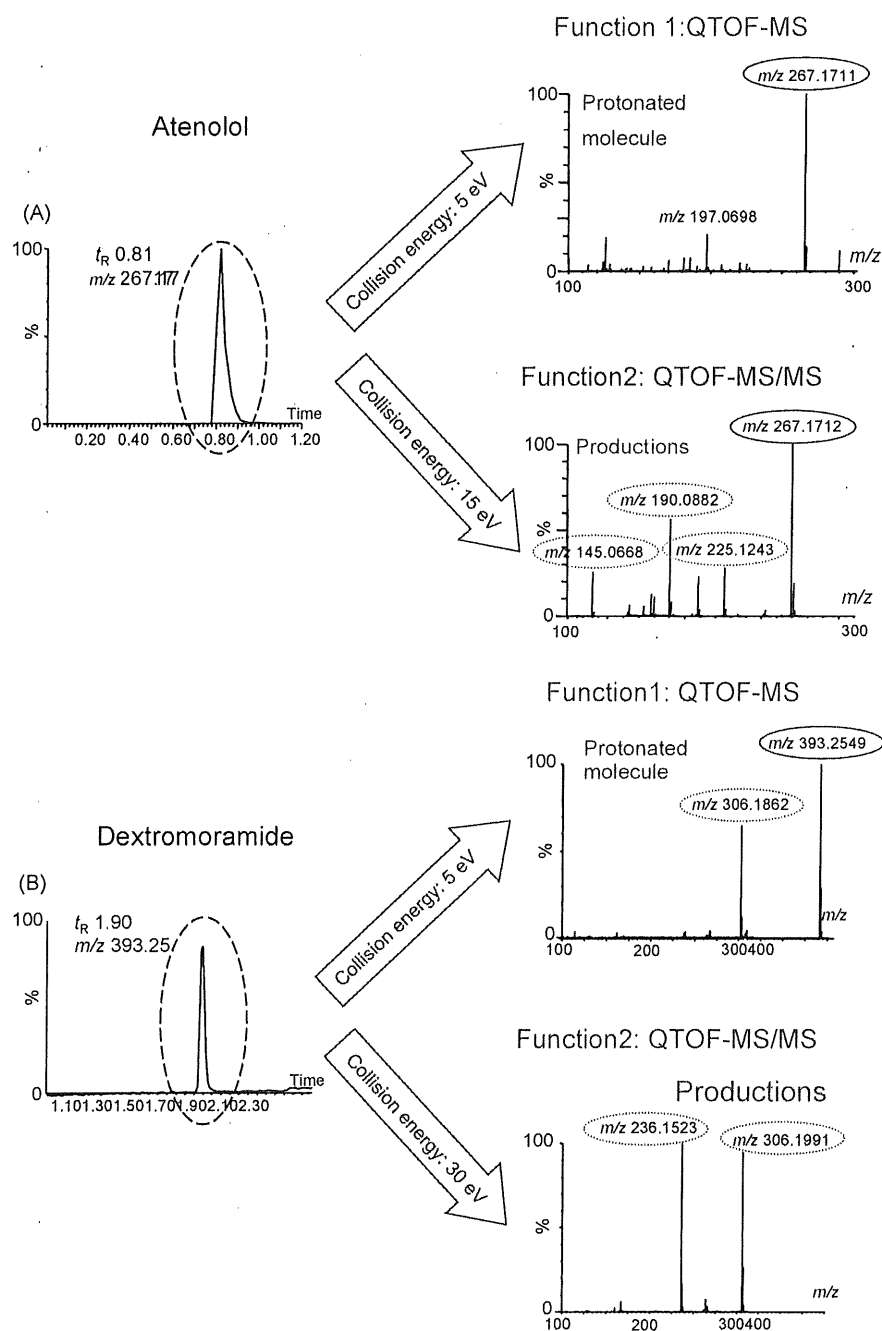 Function 1:QTOF-MS
Atenolol
(A)
100
%
0
t_R 0.81
m/z 267.1177
0.20 0.40 0.60 0.80 1.00 1.20
Time
Collision energy: 5 eV
100
%
0
Protonated
molecule
m/z 267.1711
m/z 197.0698
m/z
100
300
Collision energy: 15 eV
Function2: QTOF-MS/MS
100
%
0
Productions
m/z 267.1712
m/z 190.0882
m/z 145.0668
m/z 225.1243
m/z
100
300
Function1: QTOF-MS
Dextromoramide
(B)
100
%
0
t_R 1.90
m/z 393.25
1.101.301.501.701.902.102.30
Time
Collision energy: 5 eV
100
%
0
Protonated
molecule
m/z 393.2549
m/z 306.1862
m/z
100 200 300400
Collision energy: 30 eV
Function2: QTOF-MS/MS
Productions
100
%
0
m/z 236.1523
m/z 306.1991
m/z
100 200 300400